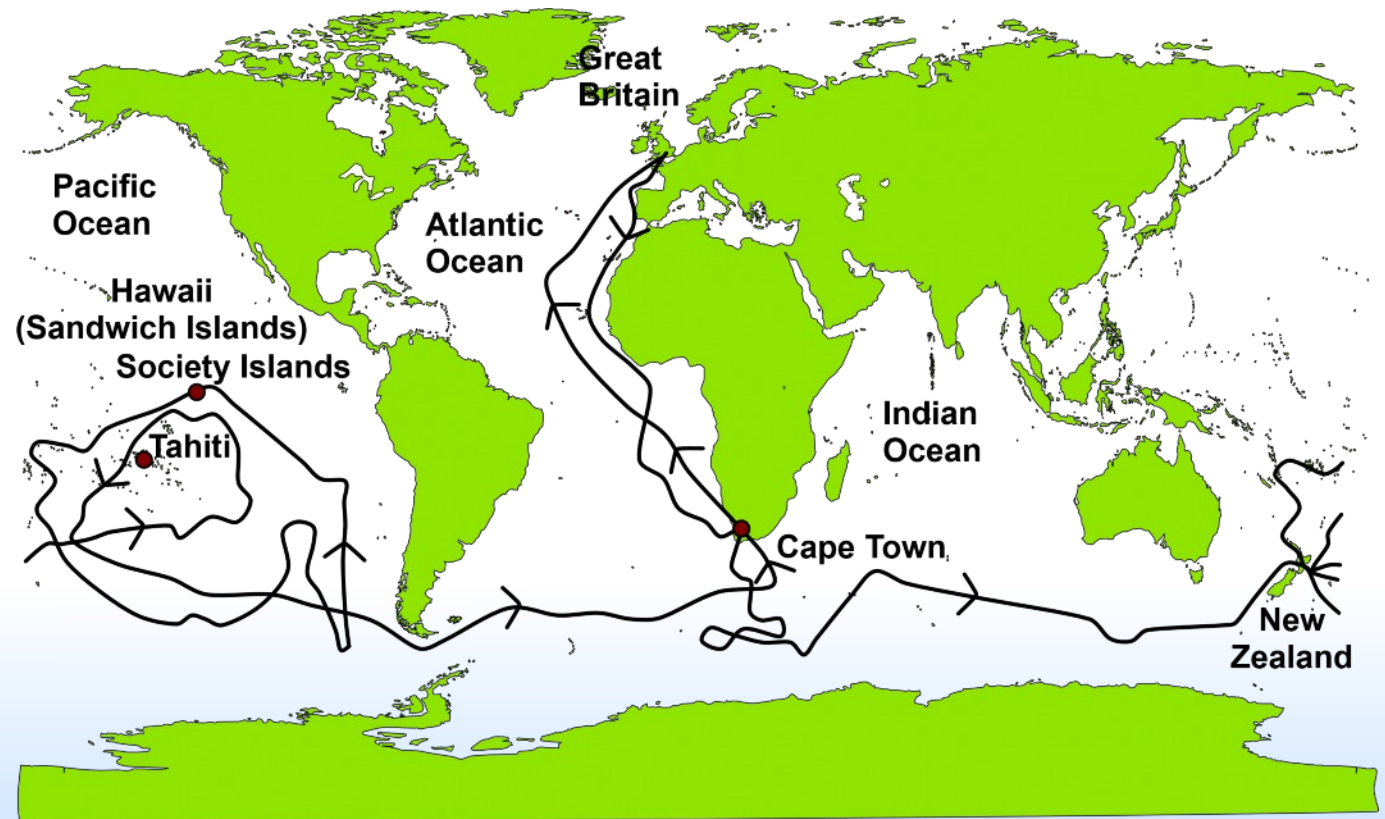 Great
Britain
Pacific
Ocean
Atlantic
Ocean
Hawaii
(Sandwich Islands)
Society Islands
Tahiti
Indian
Ocean
Cape Town
New
Zealand